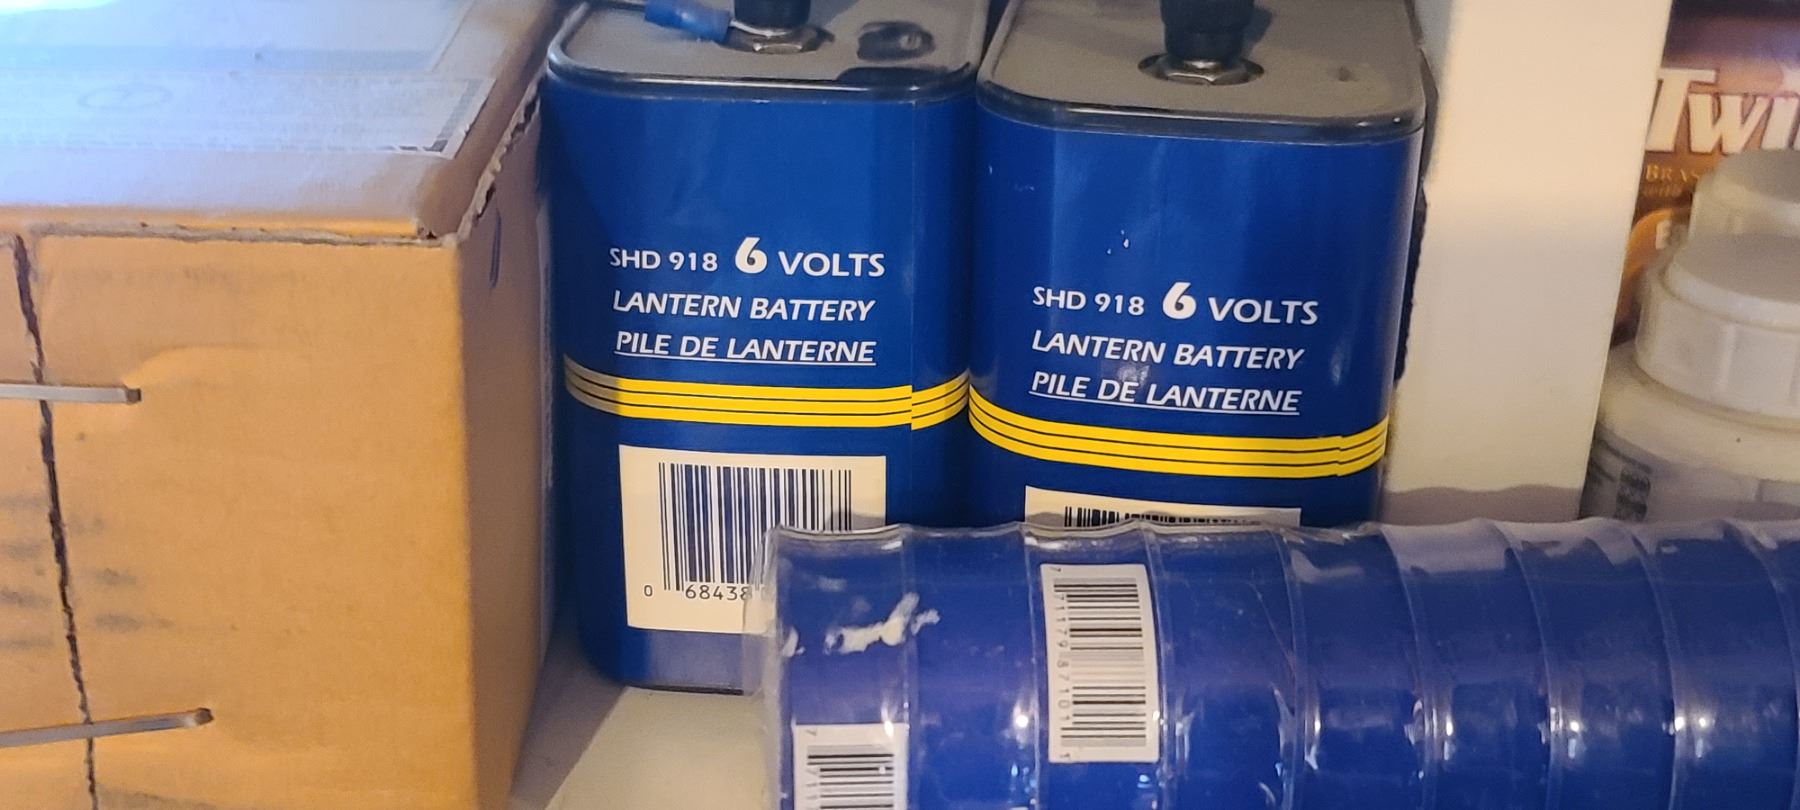 SHD 918 6 VOLTS
LANTERN BATTERY
PILE DE LANTERNE
0 68438
SHD 918 6 VOLTS
LANTERN BATTERY
PILE DE LANTERNE